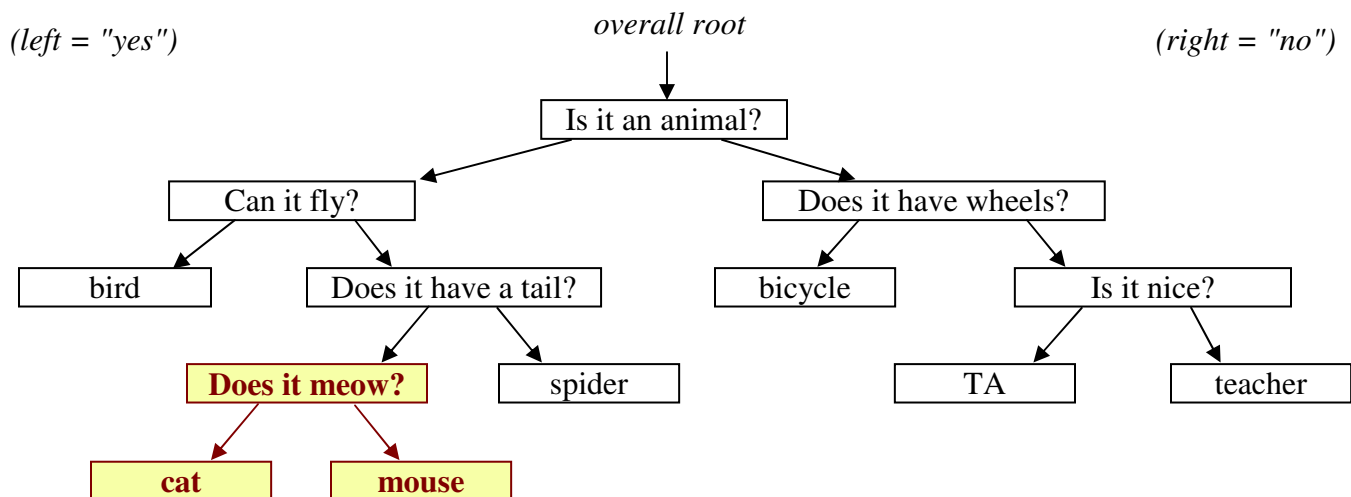 overall root
(left = "yes")
(right = "no")
Is it an animal?
Can it fly?
Does it have wheels?
bird
Does it have a tail?
bicycle
Is it nice?
Does it meow?
spider
TA
teacher
cat
mouse